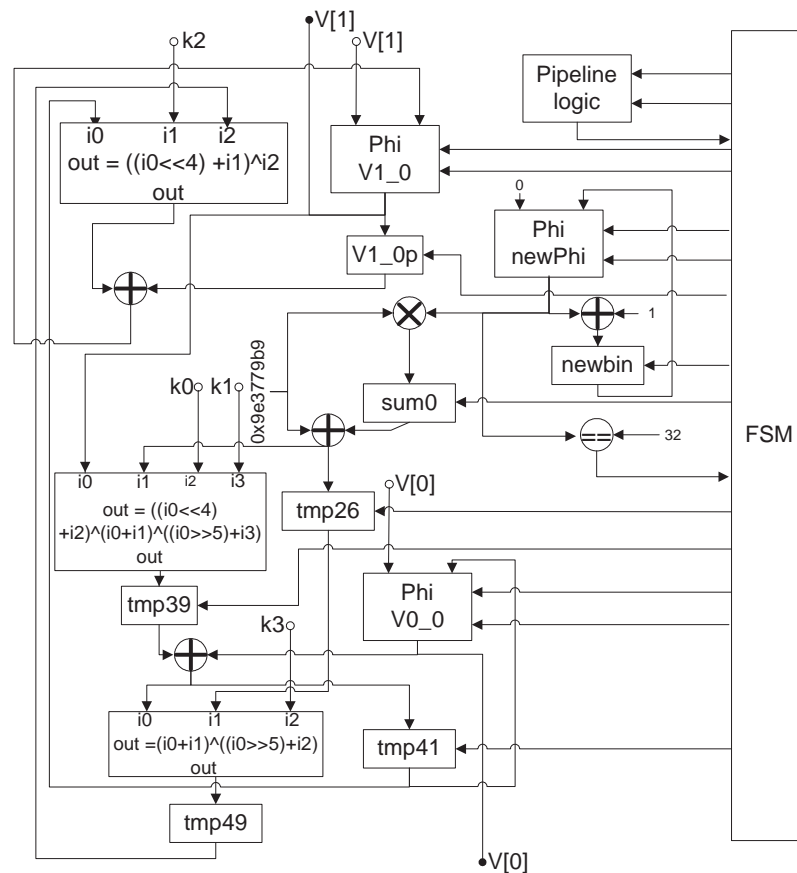 V[1]
k2
V[1]
Pipeline
logic
i0
i1
i2
out = ((i0<<4) +i1)^i2
out
Phi
V1_0
0
Phi
newPhi
V1_0p
1
newbin
0x9e3779b9
sum0
k0
k1
32
==
FSM
i0
i1
i2
i3
out = ((i0<<4)
+i2)^(i0+i1)^((i0>>5)+i3)
out
V[0]
tmp26
Phi
V0_0
tmp39
k3
i0
i1
i2
out =(i0+i1)^((i0>>5)+i2)
out
tmp41
tmp49
V[0]